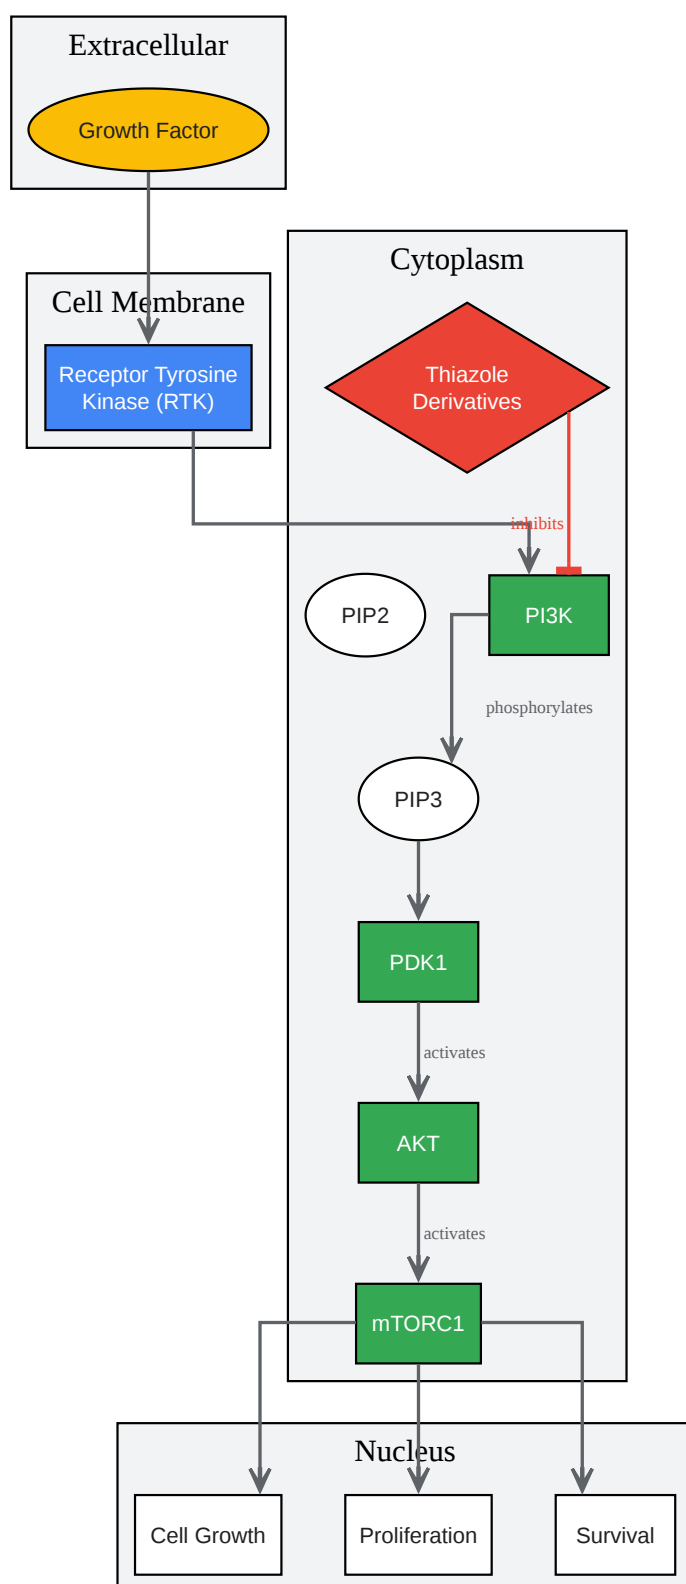 Extracellular
Growth Factor
Cytoplasm
Cell Membrane
Receptor Tyrosine
Kinase (RTK)
Thiazole
Derivatives
inhibits
PIP2
PI3K
phosphorylates
PIP3
PDK1
activates
AKT
activates
mTORC1
Nucleus
Cell Growth
Proliferation
Survival